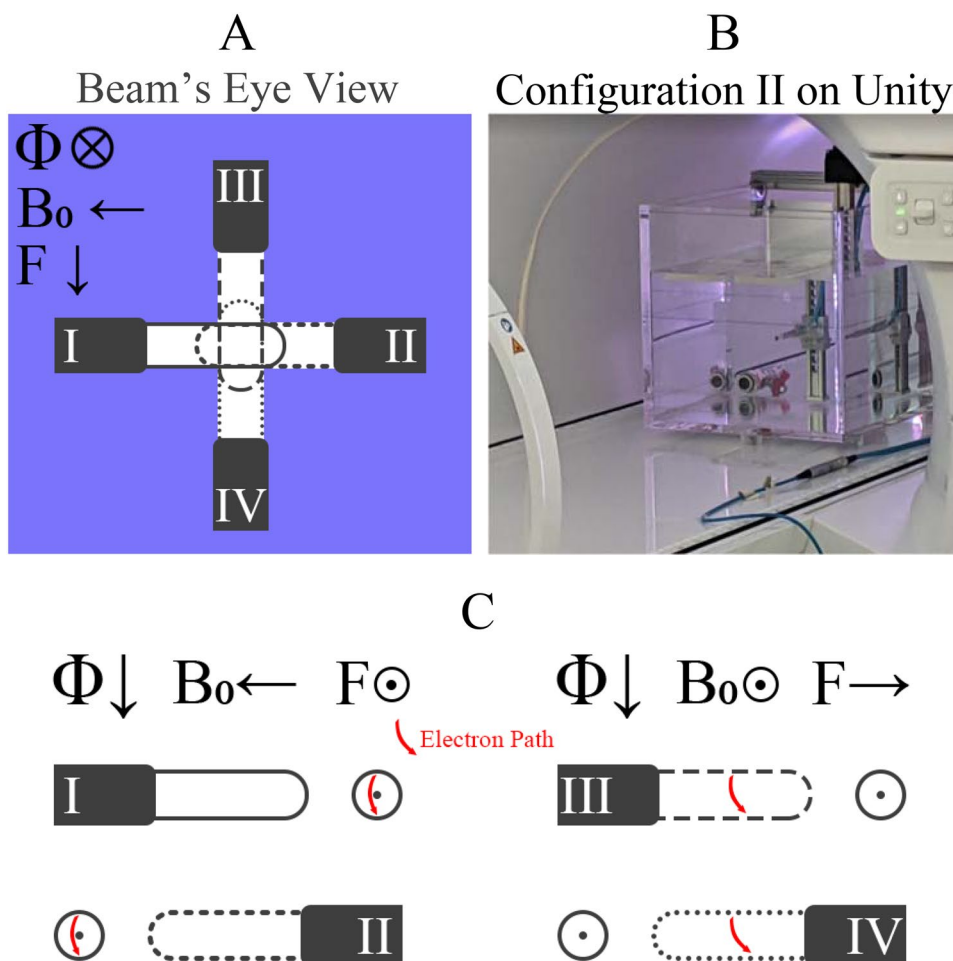 A
Beam's Eye View
Φ⊗
B₀ ←
F ↓
III
I
II
IV
B
Configuration II on Unity
C
Φ↓ B₀← F⊙
Electron Path
I
II
Φ↓ B₀⊙ F→
III
IV